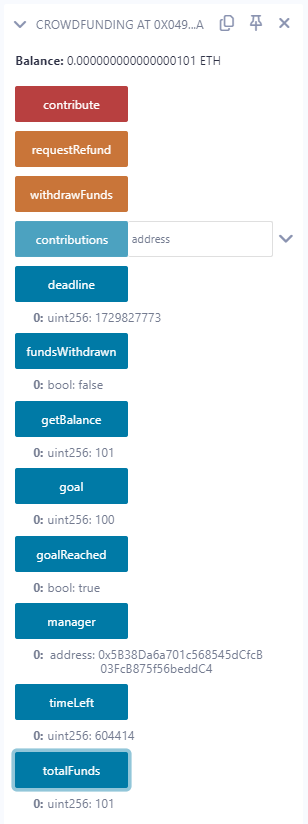 CROWDFUNDING AT 0X049...A
Balance: 0.000000000000000101 ETH
contribute
requestRefund
withdrawFunds
contributions address
deadline
0: uint256: 1729827773
fundsWithdrawn
0: bool: false
getBalance
0: uint256: 101
goal
0: uint256: 100
goalReached
0: bool: true
manager
0: address: 0x5B38Da6a701c568545dCfcB
03FcB875f56beddC4
timeLeft
0: uint256: 604414
totalFunds
0: uint256: 101